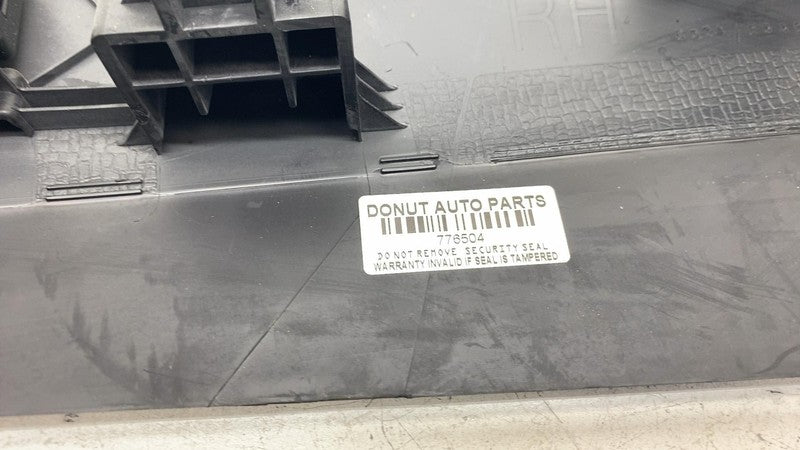 RH
DONUT AUTO PARTS
776504
DO NOT REMOVE SECURITY SEAL
WARRANTY INVALID IF SEAL IS TAMPERED